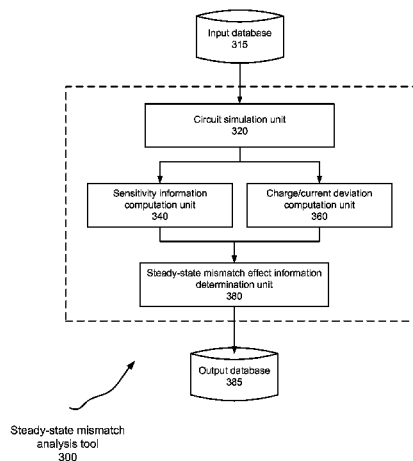 Input database
315
Circuit simulation unit
320
Sensitivity information
computation unit
340
Charge/current deviation
computation unit
360
Steady-state mismatch effect information
determination unit
380
Output database
385
Steady-state mismatch
analysis tool
300